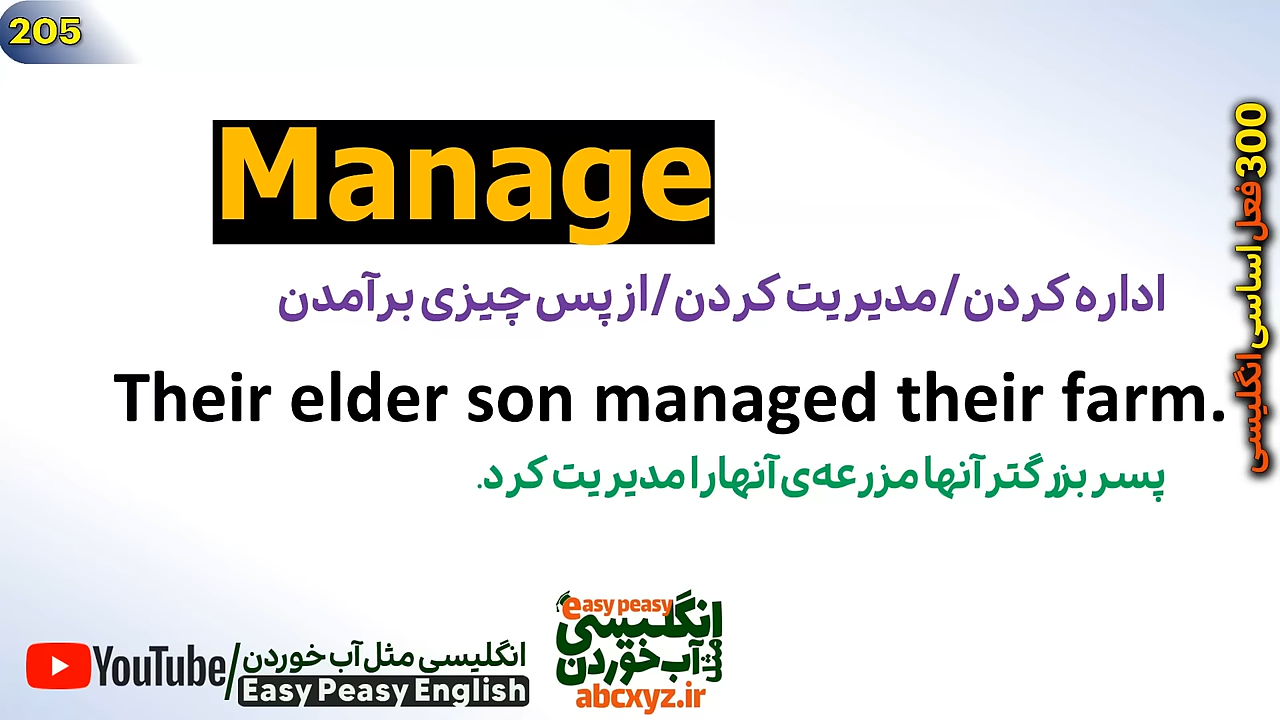 205
Manage
اداره کردن/مدیریت کردن/از پس چیزی برآمدن
Their elder son managed their farm.
پسر بزرگتر آنها مزرعه‌ی آنها را مدیریت کرد.
300 فعل اساسی انگلیسی
YouTube/انگلیسی مثل آب خوردن
Easy Peasy English
easy peasy
انگلیسی
مثل
آب خوردن
abcxyz.ir